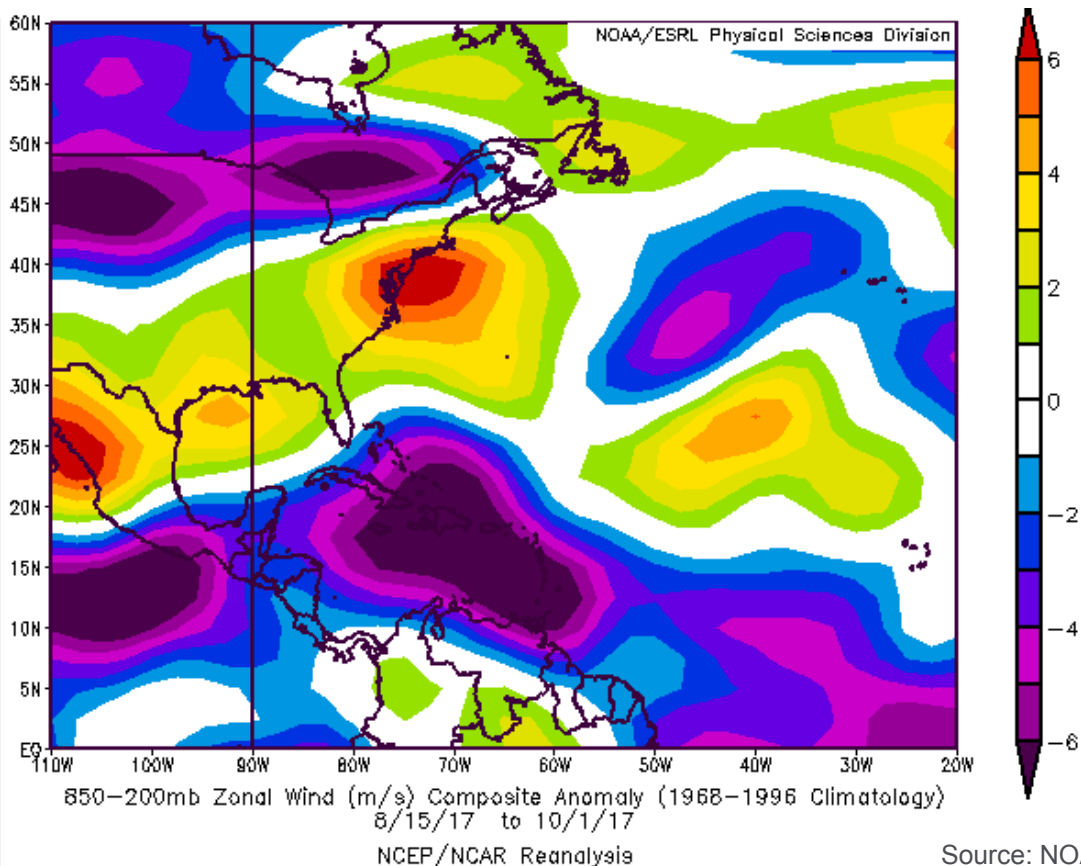 NOAA/ESRL Physical Sciences Division
60N
55N
50N
45N
40N
35N
30N
25N
20N
15N
10N
5N
EQ
110W 100W 90W 80W 70W 60W 50W 40W 30W 20W
6
4
2
0
−2
−4
−6
850−200mb Zonal Wind (m/s) Composite Anomaly (1968−1996 Climatology)
8/15/17 to 10/1/17
NCEP/NCAR Reanalysis
Source: NO